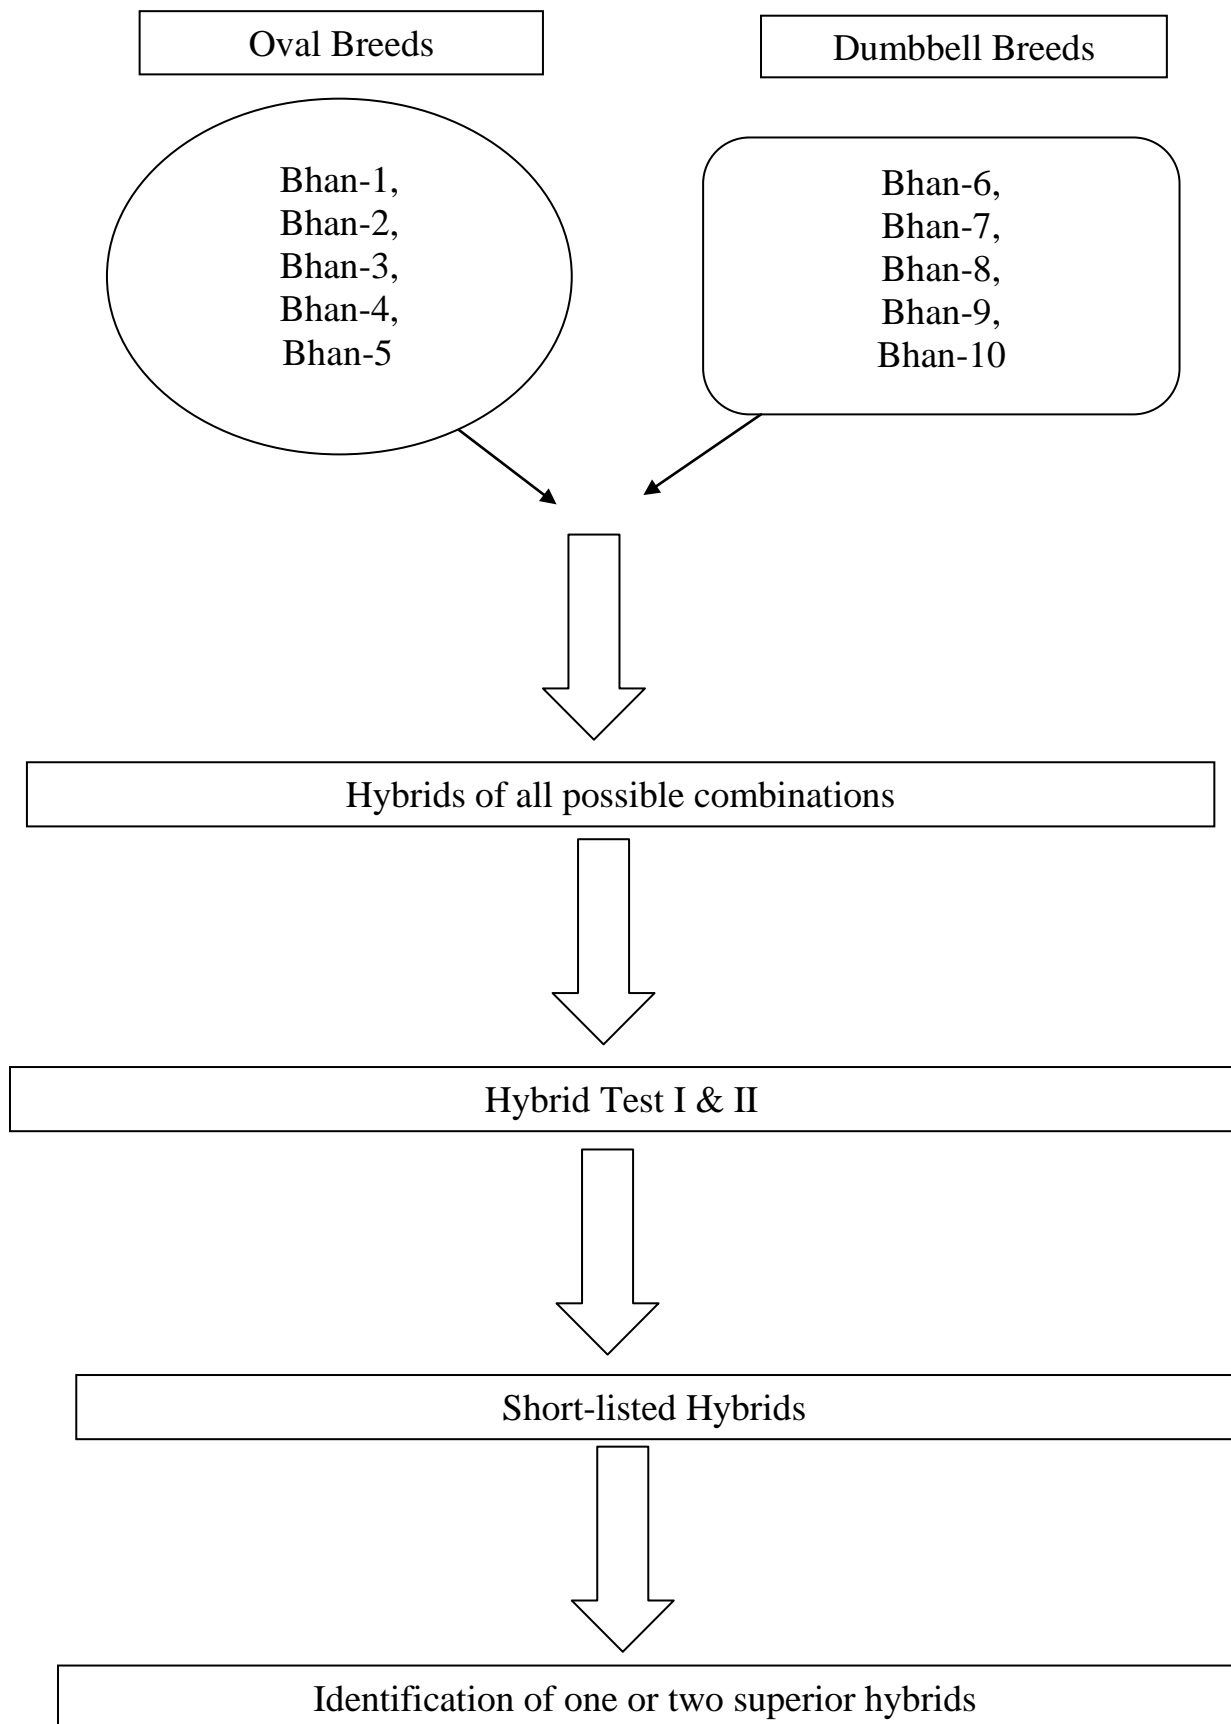 Oval Breeds
Dumbbell Breeds
Bhan-1,
Bhan-2,
Bhan-3,
Bhan-4,
Bhan-5
Bhan-6,
Bhan-7,
Bhan-8,
Bhan-9,
Bhan-10
Hybrids of all possible combinations
Hybrid Test I & II
Short-listed Hybrids
Identification of one or two superior hybrids